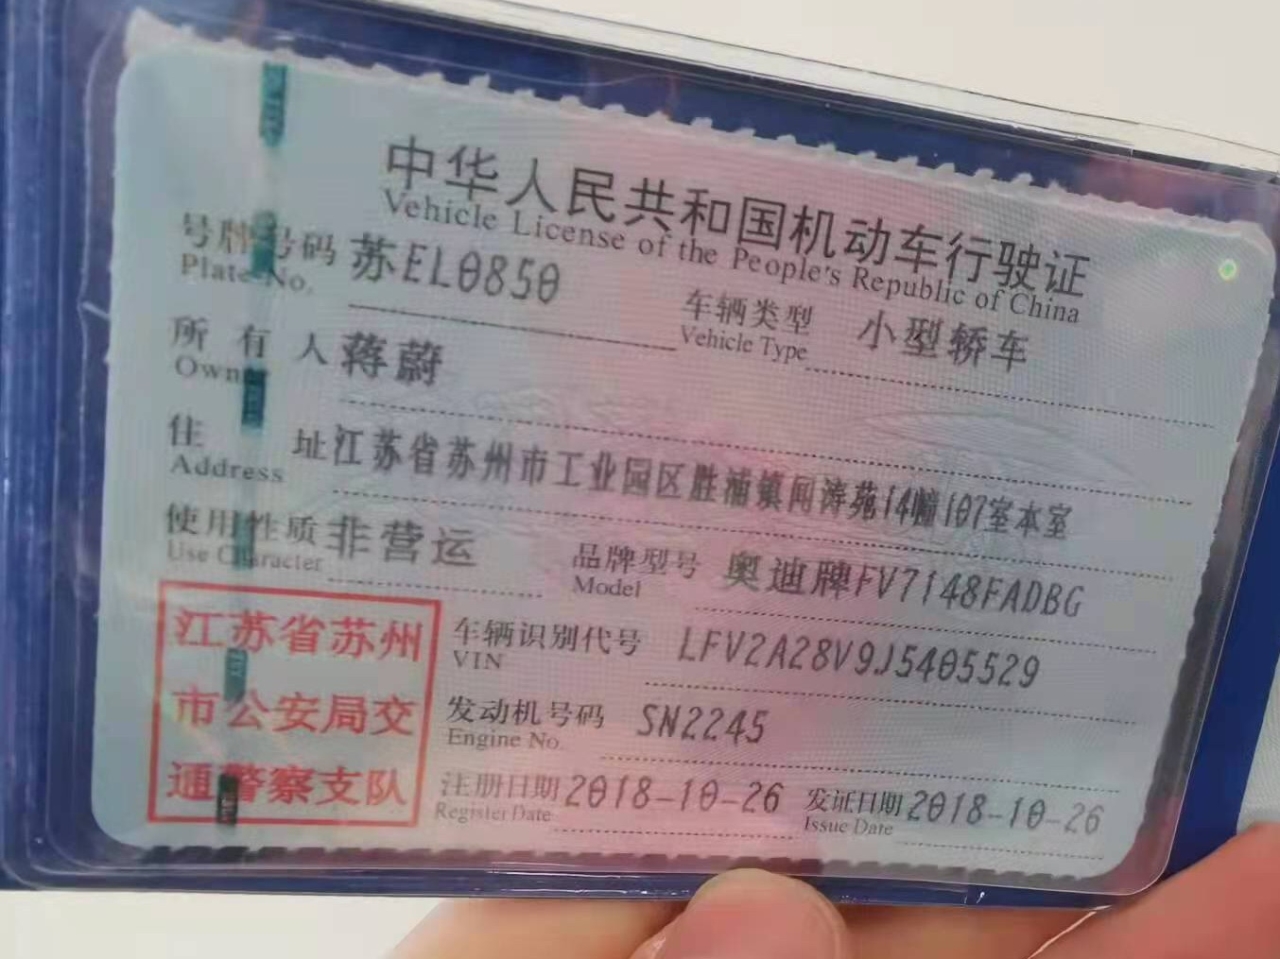 中华人民共和国机动车行驶证
Vehicle License of the People's Republic of China
号牌号码 苏EL0850
Plate No.
车辆类型 小型轿车
Vehicle Type
所有人 蒋蔚
Owner
住址 江苏省苏州市工业园区胜浦镇闻涛苑14幢107室本室
Address
使用性质 非营运
Use Character
品牌型号 奥迪牌FV7148FADBG
Model
江苏省苏州
市公安局交
通警察支队
车辆识别代号 LFV2A28V9J5405529
VIN
发动机号码 SN2245
Engine No.
注册日期 2018-10-26
Register Date
发证日期 2018-10-26
Issue Date